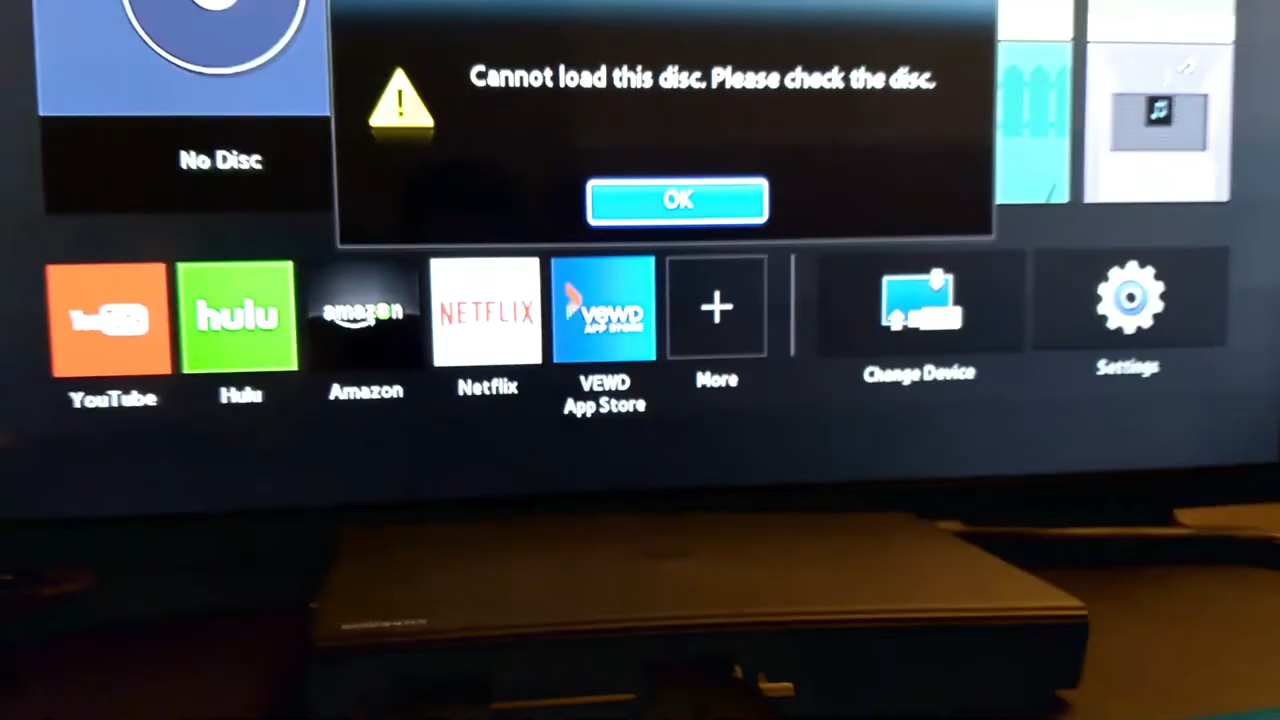 Cannot load this disc. Please check the disc.
No Disc
OK
YouTube
hulu
amazon
NETFLIX
vewd
APP STORE
YouTube
Hulu
Amazon
Netflix
VEWD
App Store
More
Change Device
Settings